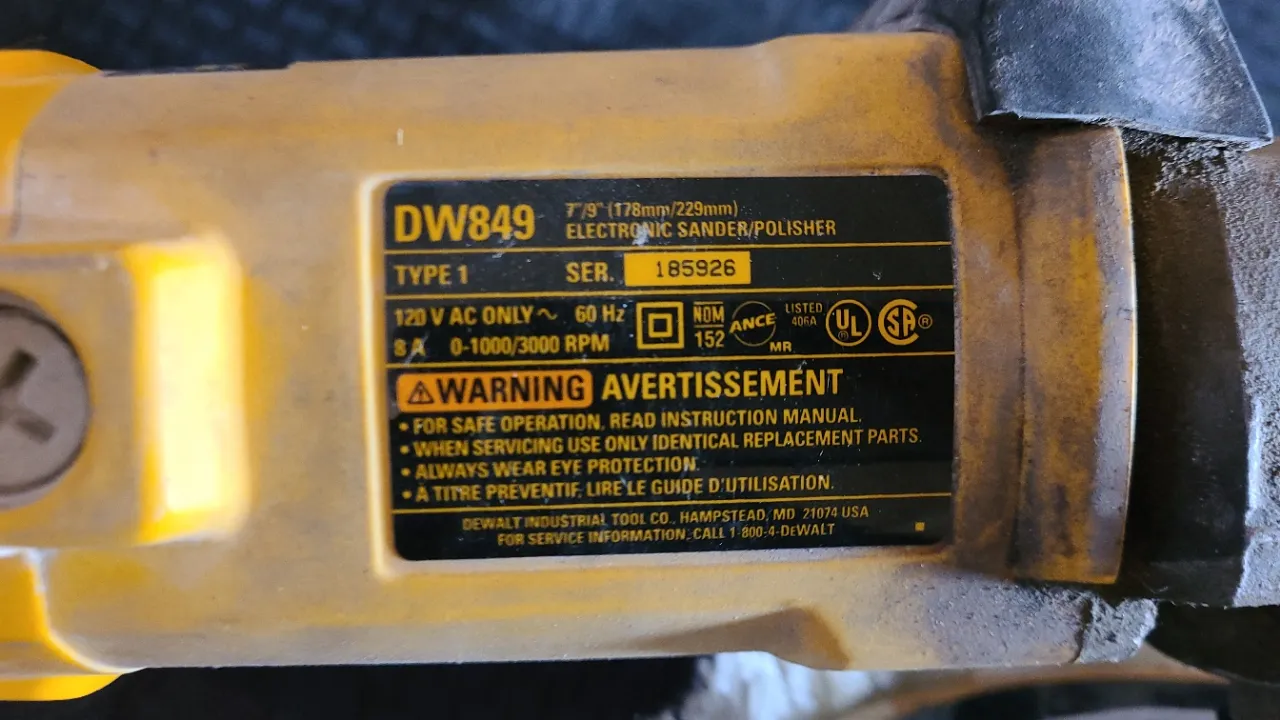 DW849 7"/9" (178mm/229mm)
ELECTRONIC SANDER/POLISHER
TYPE 1 SER. 185926
120 V AC ONLY ~ 60 Hz NOM 152 ANCE MR LISTED 406A UL ® SA ®
8 A 0-1000/3000 RPM
⚠WARNING AVERTISSEMENT
• FOR SAFE OPERATION, READ INSTRUCTION MANUAL.
• WHEN SERVICING USE ONLY IDENTICAL REPLACEMENT PARTS.
• ALWAYS WEAR EYE PROTECTION.
• À TITRE PREVENTIF, LIRE LE GUIDE D'UTILISATION.
DEWALT INDUSTRIAL TOOL CO., HAMPSTEAD, MD 21074 USA
FOR SERVICE INFORMATION, CALL 1-800-4-DEWALT